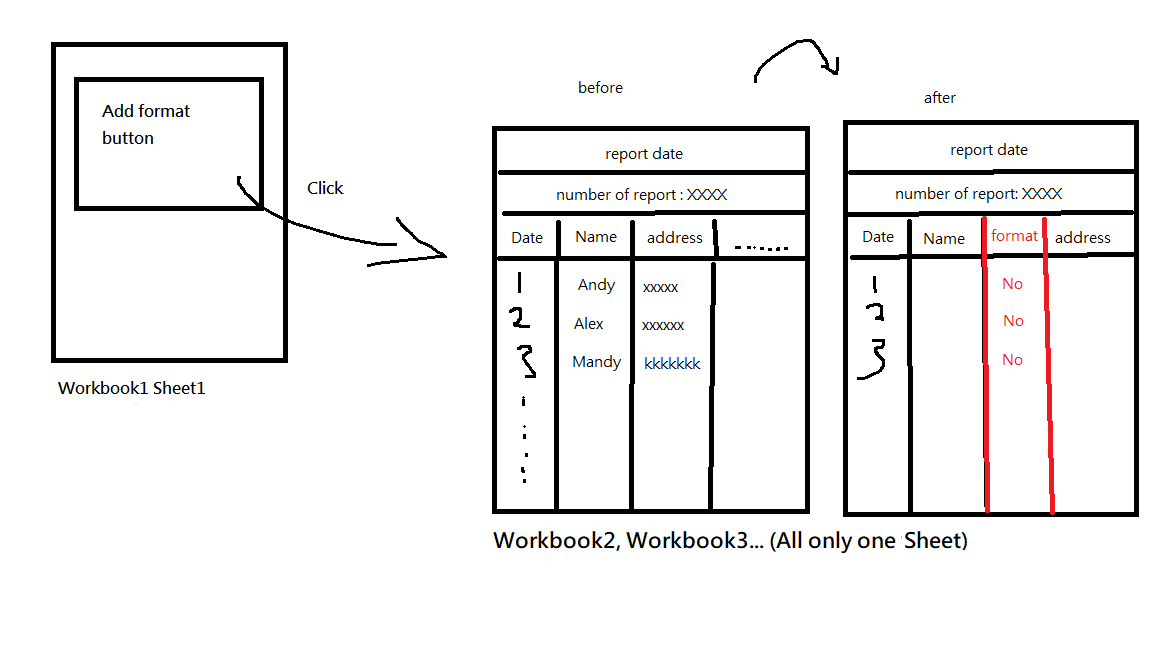 Add format
button
Click
Workbook1 Sheet1
before
report date
number of report : XXXX
Date Name address ......
1 Andy xxxxx
2 Alex xxxxxx
3 Mandy kkkkkkk
after
report date
number of report: XXXX
Date Name format address
1 No
2 No
3 No
Workbook2, Workbook3... (All only one Sheet)